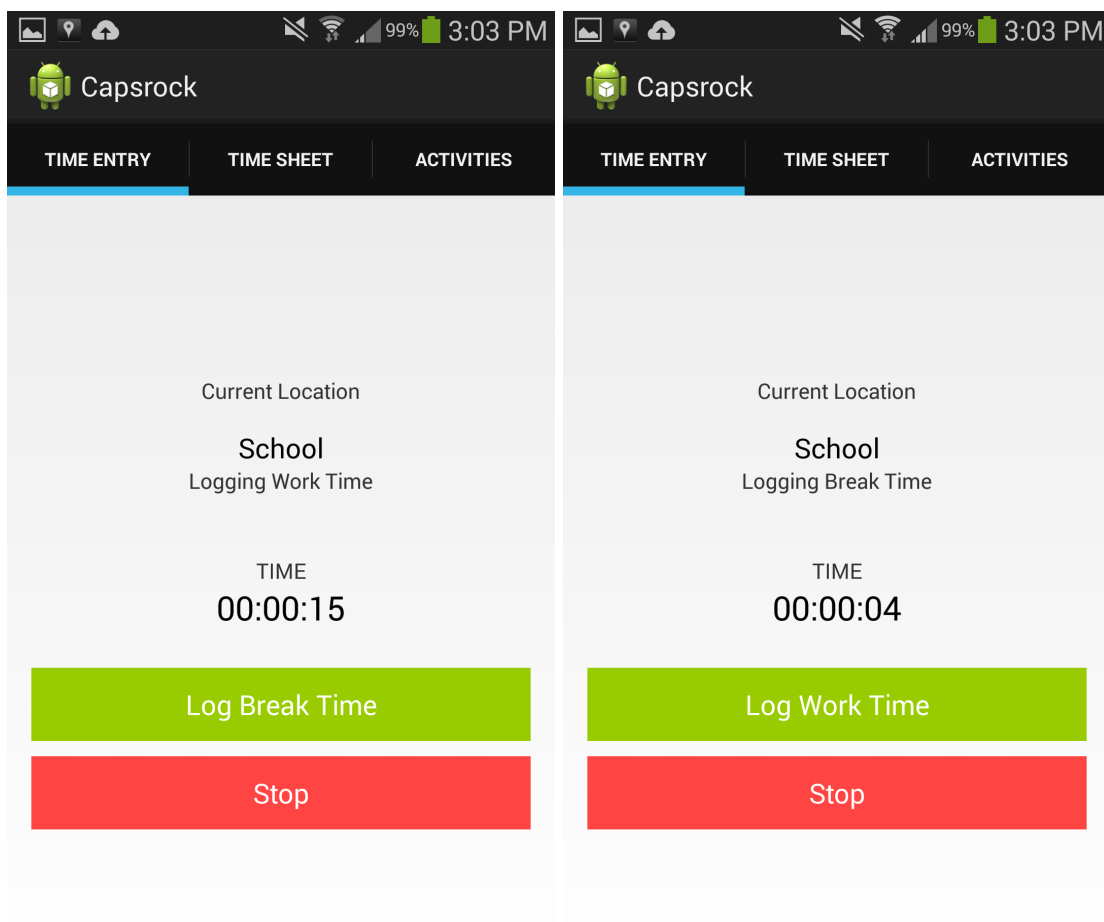 99% 3:03 PM
Capsrock
TIME ENTRY TIME SHEET ACTIVITIES
Current Location
School
Logging Work Time
TIME
00:00:15
Log Break Time
Stop
99% 3:03 PM
Capsrock
TIME ENTRY TIME SHEET ACTIVITIES
Current Location
School
Logging Break Time
TIME
00:00:04
Log Work Time
Stop